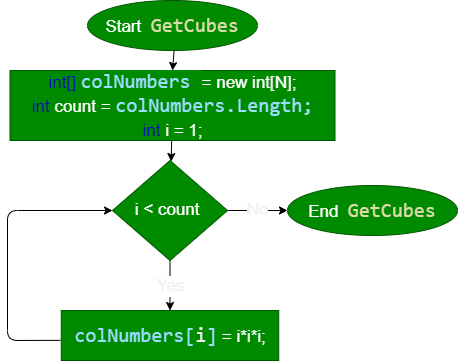 Start GetCubes
int[] colNumbers = new int[N];
int count = colNumbers.Length;
int i = 1;
i < count
No
End GetCubes
Yes
colNumbers[i] = i*i*i;